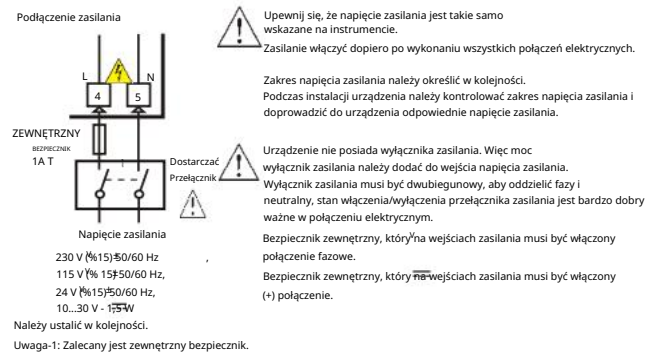 Podłączenie zasilania
L
N
4
5
ZEWNĘTRZNY
BEZPIECZNIK
1A T
Dostarczać
Przełącznik
Napięcie zasilania
230 V (%15) 50/60 Hz ,
115 V (% 15) 50/60 Hz,
24 V (%15) 50/60 Hz,
10...30 V - 1,5 W
Należy ustalić w kolejności.
Uwaga-1: Zalecany jest zewnętrzny bezpiecznik.
Upewnij się, że napięcie zasilania jest takie samo
wskazane na instrumencie.
Zasilanie włączyć dopiero po wykonaniu wszystkich połączeń elektrycznych.
Zakres napięcia zasilania należy określić w kolejności.
Podczas instalacji urządzenia należy kontrolować zakres napięcia zasilania i
doprowadzić do urządzenia odpowiednie napięcie zasilania.
Urządzenie nie posiada wyłącznika zasilania. Więc moc
wyłącznik zasilania należy dodać do wejścia napięcia zasilania.
Wyłącznik zasilania musi być dwubiegunowy, aby oddzielić fazy i
neutralny, stan włączenia/wyłączenia przełącznika zasilania jest bardzo dobry
ważne w połączeniu elektrycznym.
Bezpiecznik zewnętrzny, który na wejściach zasilania musi być włączony
połączenie fazowe.
Bezpiecznik zewnętrzny, który na wejściach zasilania musi być włączony
(+) połączenie.